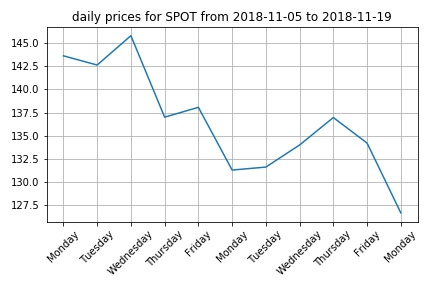 daily prices for SPOT from 2018-11-05 to 2018-11-19
145.0
142.5
140.0
137.5
135.0
132.5
130.0
127.5
Monday
Tuesday
Wednesday
Thursday
Friday
Monday
Tuesday
Wednesday
Thursday
Friday
Monday